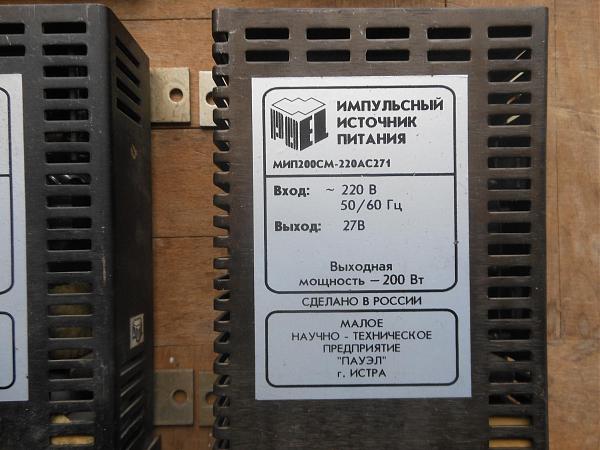 ИМПУЛЬСНЫЙ
ИСТОЧНИК
ПИТАНИЯ
МИП200СМ-220АС271
Вход: ~ 220 В
50/60 Гц
Выход: 27В
Выходная
мощность – 200 Вт
СДЕЛАНО В РОССИИ
МАЛОЕ
НАУЧНО - ТЕХНИЧЕСКОЕ
ПРЕДПРИЯТИЕ
"ПАУЭЛ"
г. ИСТРА